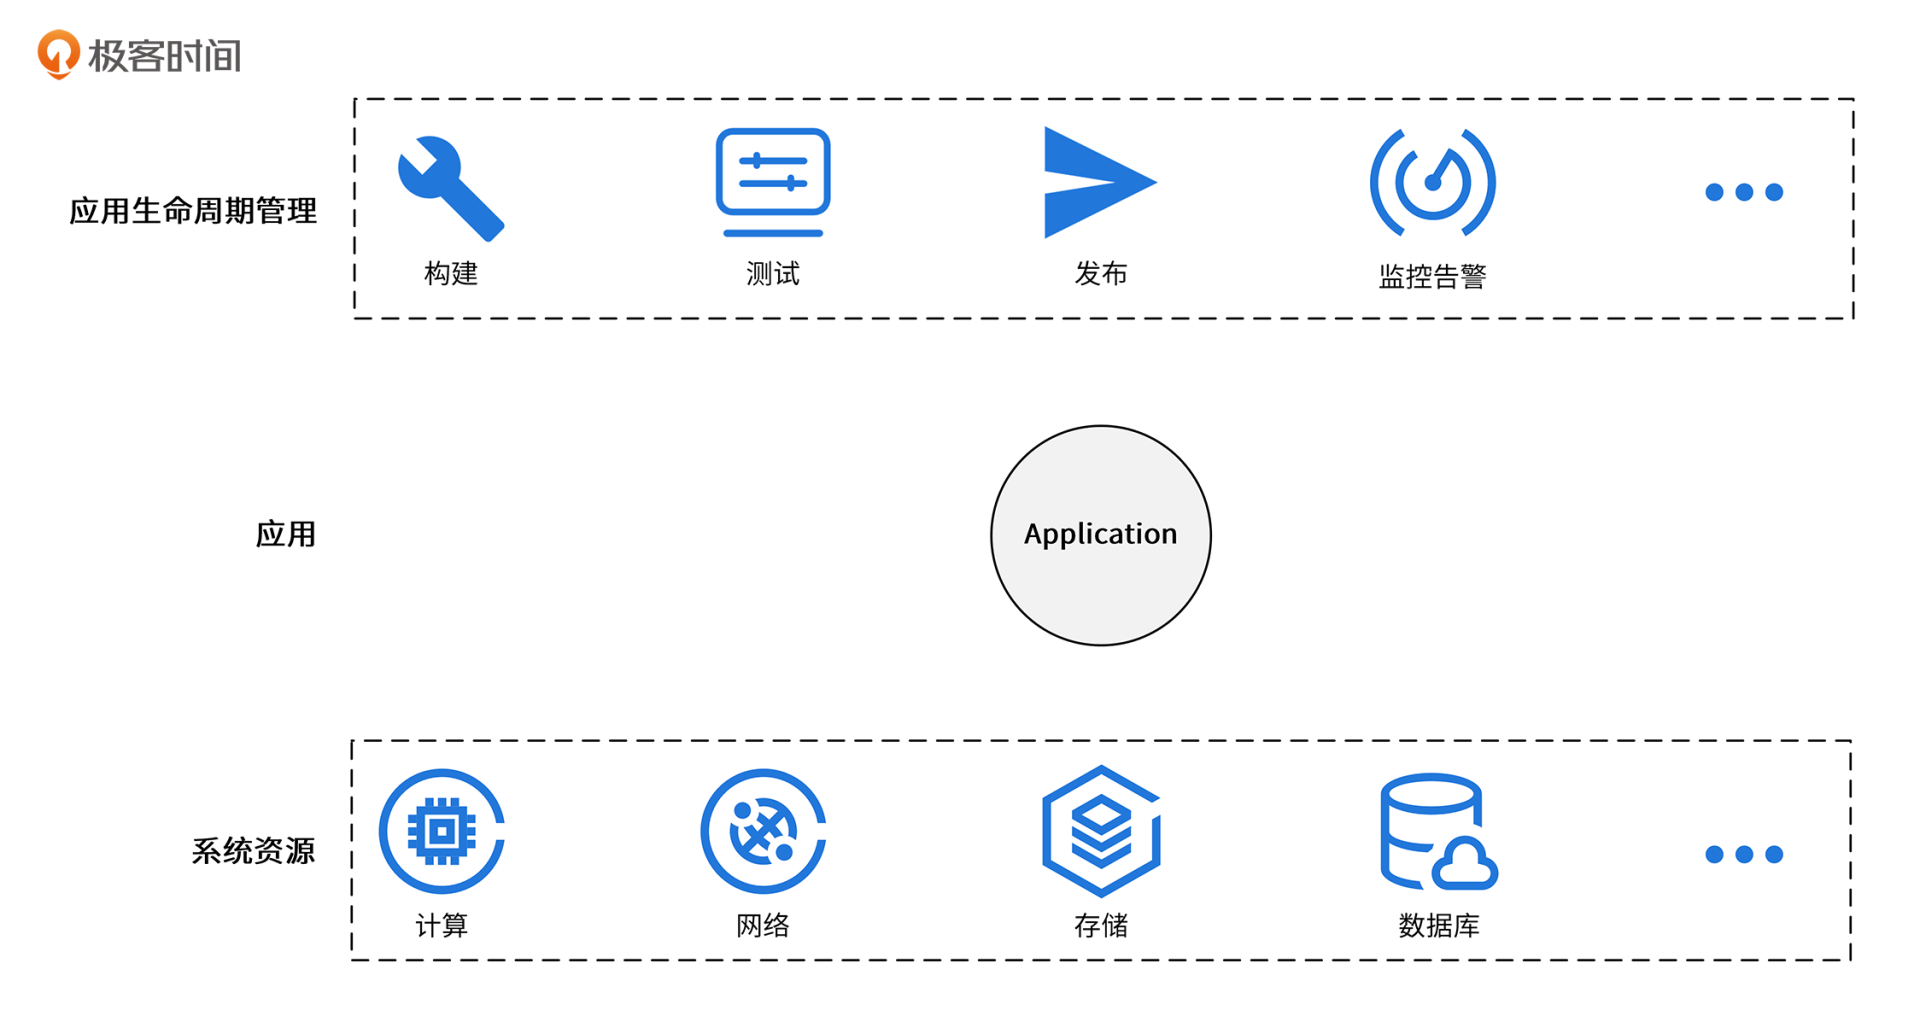 极客时间
应用生命周期管理
构建
测试
发布
监控告警
应用
Application
系统资源
计算
网络
存储
数据库